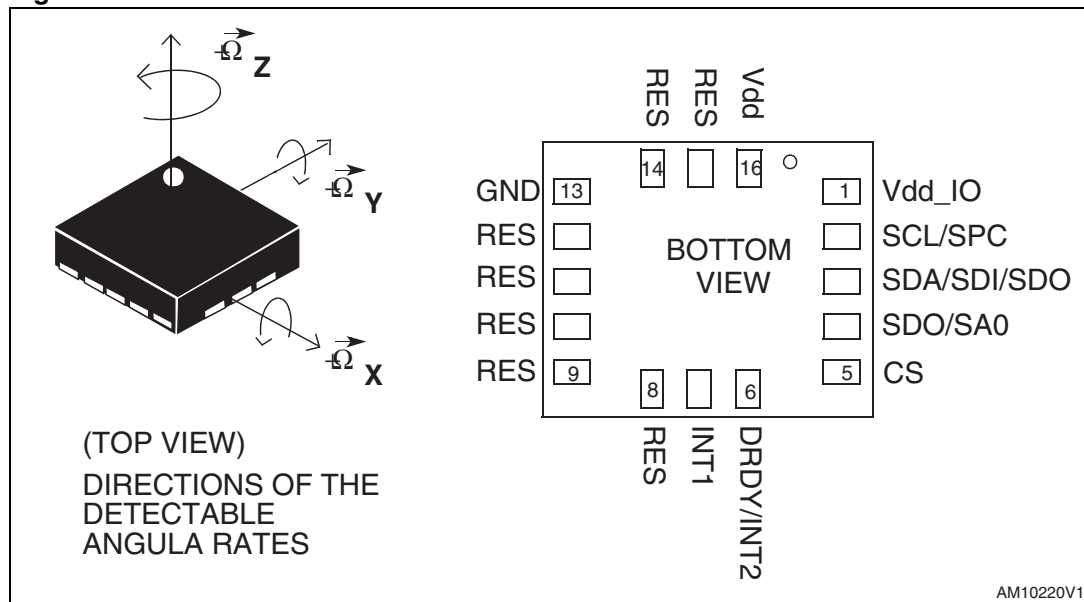 +Ω Z
+Ω Y
+Ω X
(TOP VIEW)
DIRECTIONS OF THE
DETECTABLE
ANGULA RATES
RES
RES
Vdd
14
16
GND 13
RES
RES
RES
RES 9
BOTTOM
VIEW
1 Vdd_IO
SCL/SPC
SDA/SDI/SDO
SDO/SA0
5 CS
8
6
RES
INT1
DRDY/INT2
AM10220V1